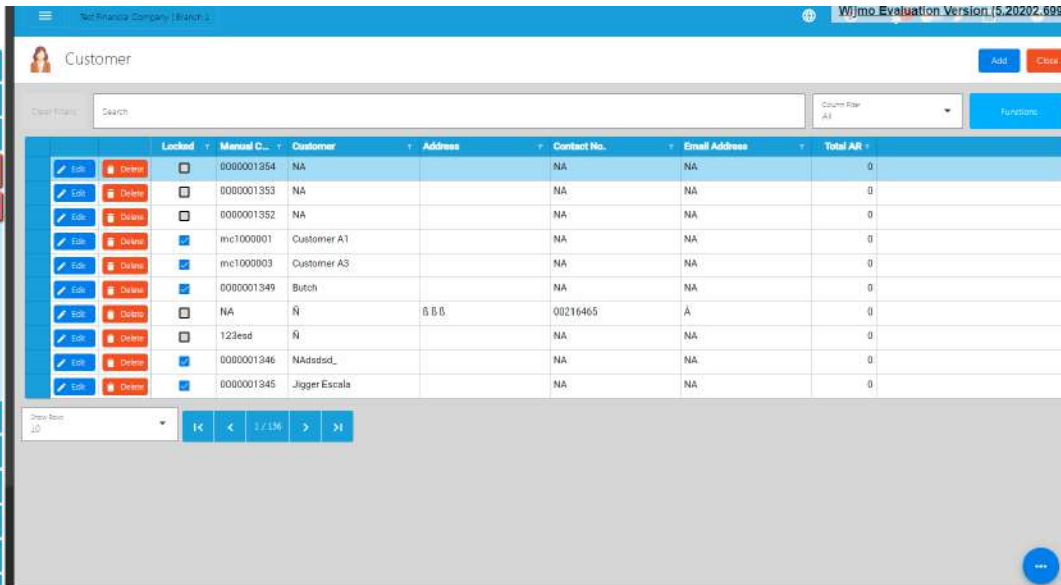 Test Financial Company | Branch 1
Wijmo Evaluation Version (5.20202.699
Customer
Add
Close
Clear Filters
Search
Column Filter
All
Functions
Locked Manual C... Customer Address Contact No. Email Address Total AR
Edit Delete 0000001354 NA NA NA 0
Edit Delete 0000001353 NA NA NA 0
Edit Delete 0000001352 NA NA NA 0
Edit Delete mc1000001 Customer A1 NA NA 0
Edit Delete mc1000003 Customer A3 NA NA 0
Edit Delete 0000001349 Butch NA NA 0
Edit Delete NA Ñ ß ß ß 00216465 Á 0
Edit Delete 123esd Ñ NA NA 0
Edit Delete 0000001346 NAdsdsd_ NA NA 0
Edit Delete 0000001345 Jigger Escala NA NA 0
Show Rows
10
1 / 136